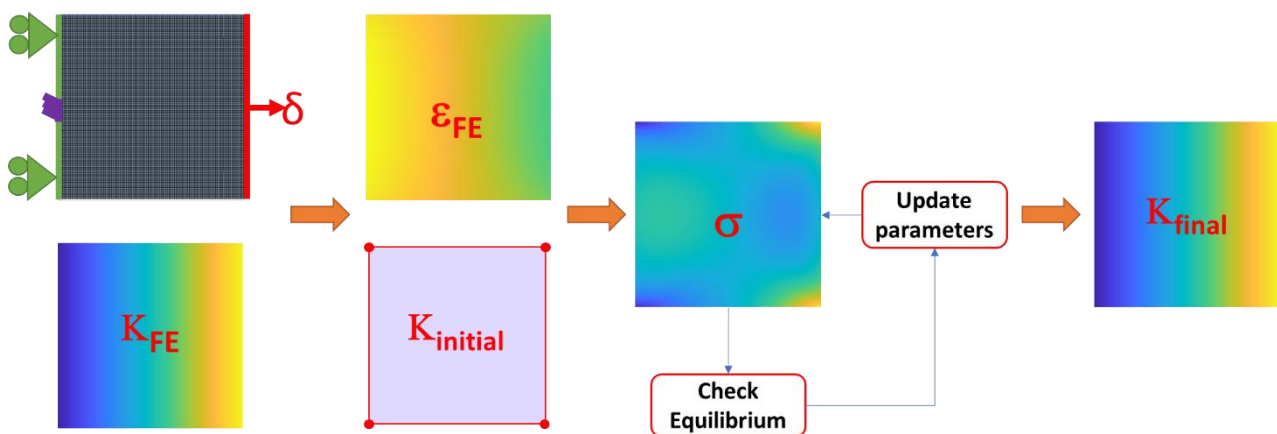 δ
ε_FE
σ
Update
parameters
K_final
K_FE
K_initial
Check
Equilibrium